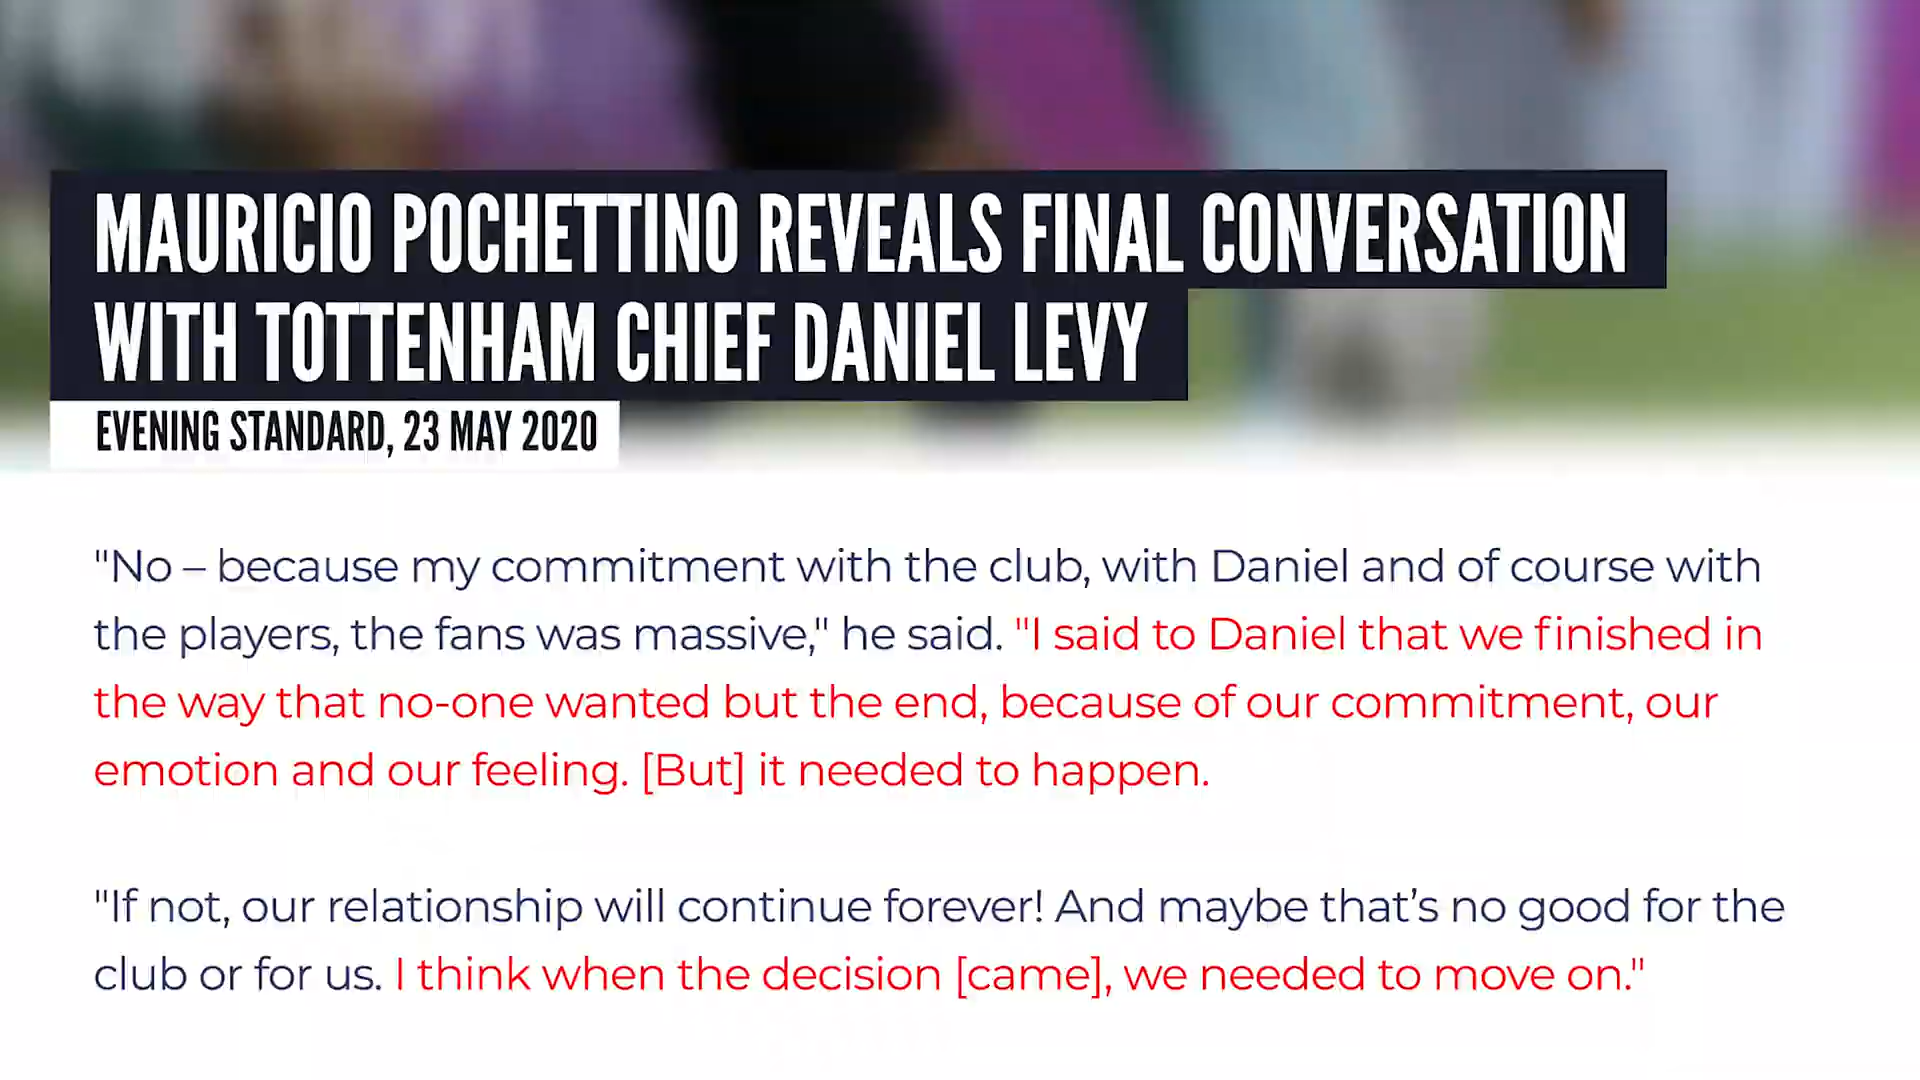 MAURICIO POCHETTINO REVEALS FINAL CONVERSATION
WITH TOTTENHAM CHIEF DANIEL LEVY
EVENING STANDARD, 23 MAY 2020
"No – because my commitment with the club, with Daniel and of course with
the players, the fans was massive," he said. "I said to Daniel that we finished in
the way that no-one wanted but the end, because of our commitment, our
emotion and our feeling. [But] it needed to happen.
"If not, our relationship will continue forever! And maybe that’s no good for the
club or for us. I think when the decision [came], we needed to move on."